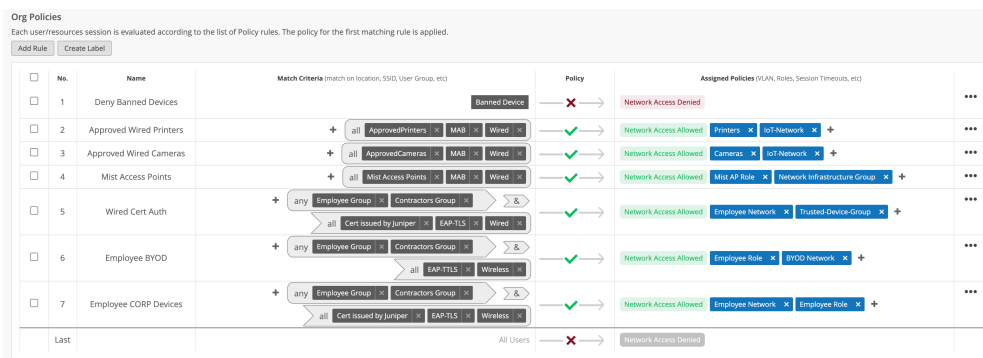 Org Policies
Each user/resources session is evaluated according to the list of Policy rules. The policy for the first matching rule is applied.
Add Rule Create Label
No. Name Match Criteria (match on location, SSID, User Group, etc) Policy Assigned Policies (VLAN, Roles, Session Timeouts, etc)
1 Deny Banned Devices Banned Device Network Access Denied
2 Approved Wired Printers + all ApprovedPrinters × MAB × Wired × Network Access Allowed Printers × IoT-Network × +
3 Approved Wired Cameras + all ApprovedCameras × MAB × Wired × Network Access Allowed Cameras × IoT-Network × +
4 Mist Access Points + all Mist Access Points × MAB × Wired × Network Access Allowed Mist AP Role × Network Infrastructure Group × +
+ any Employee Group × Contractors Group × &
5 Wired Cert Auth Network Access Allowed Employee Network × Trusted-Device-Group × +
all Cert issued by Juniper × EAP-TLS × Wired ×
+ any Employee Group × Contractors Group × &
6 Employee BYOD Network Access Allowed Employee Role × BYOD Network × +
all EAP-TTLS × Wireless ×
+ any Employee Group × Contractors Group × &
7 Employee CORP Devices Network Access Allowed Employee Network × Employee Role × +
all Cert issued by Juniper × EAP-TLS × Wireless ×
Last All Users Network Access Denied